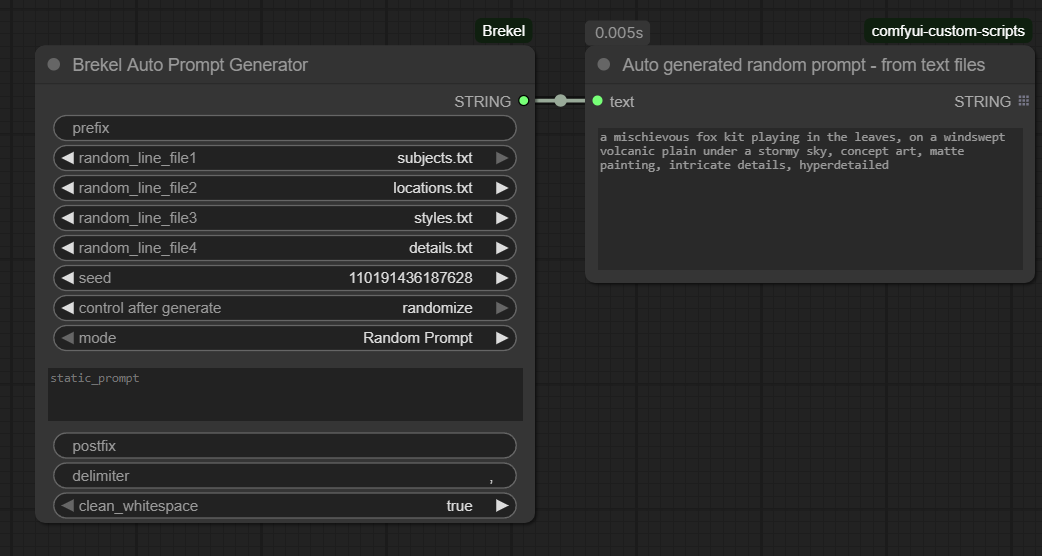 Brekel
Brekel Auto Prompt Generator
STRING
prefix
random_line_file1 subjects.txt
random_line_file2 locations.txt
random_line_file3 styles.txt
random_line_file4 details.txt
seed 110191436187628
control after generate randomize
mode Random Prompt
static_prompt
postfix
delimiter ,
clean_whitespace true
0.005s
comfyui-custom-scripts
Auto generated random prompt - from text files
text STRING
a mischievous fox kit playing in the leaves, on a windswept
volcanic plain under a stormy sky, concept art, matte
painting, intricate details, hyperdetailed